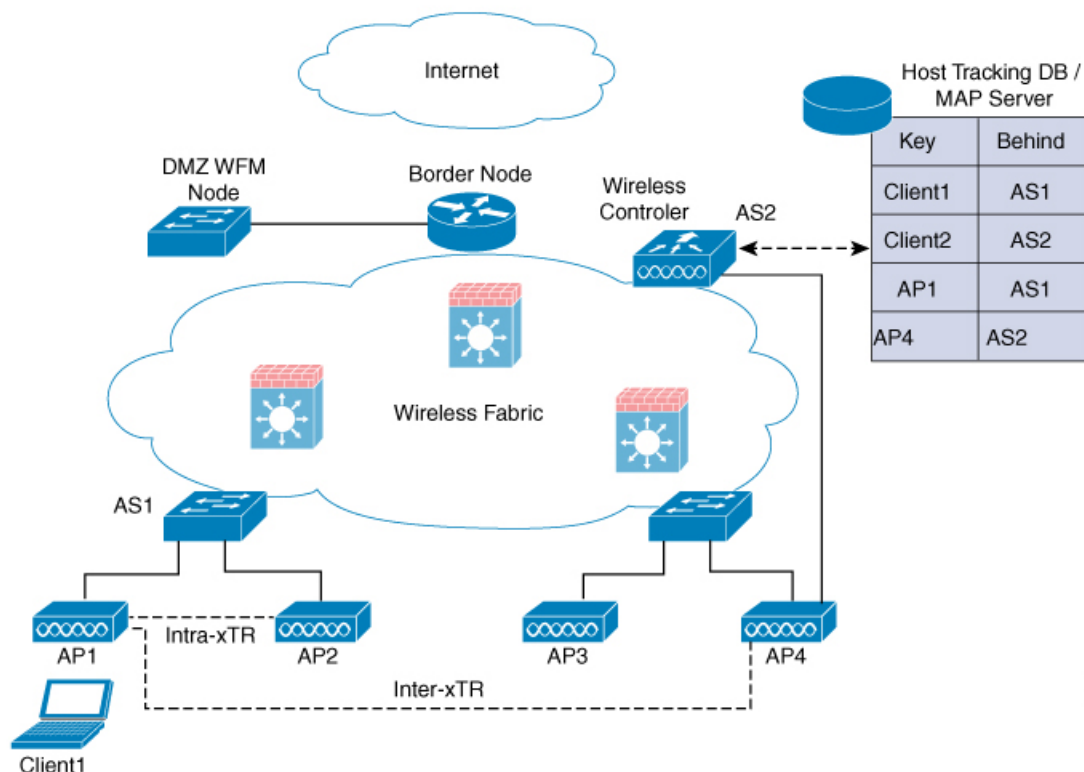 Internet
Host Tracking DB /
MAP Server
Key Behind
Client1 AS1
Client2 AS2
AP1 AS1
AP4 AS2
DMZ WFM
Node
Border Node
Wireless
Controler
AS2
Wireless Fabric
AS1
AP1
Intra-xTR
AP2
AP3
AP4
Inter-xTR
Client1